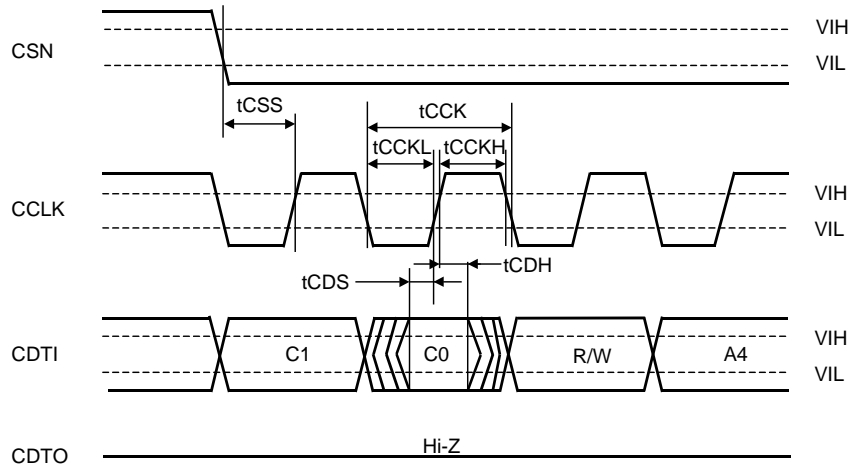 VIH
CSN
VIL
tCSS
tCCK
tCCKL
tCCKH
CCLK
VIH
VIL
tCDH
tCDS
CDTI
C1
C0
R/W
A4
VIH
VIL
Hi-Z
CDTO